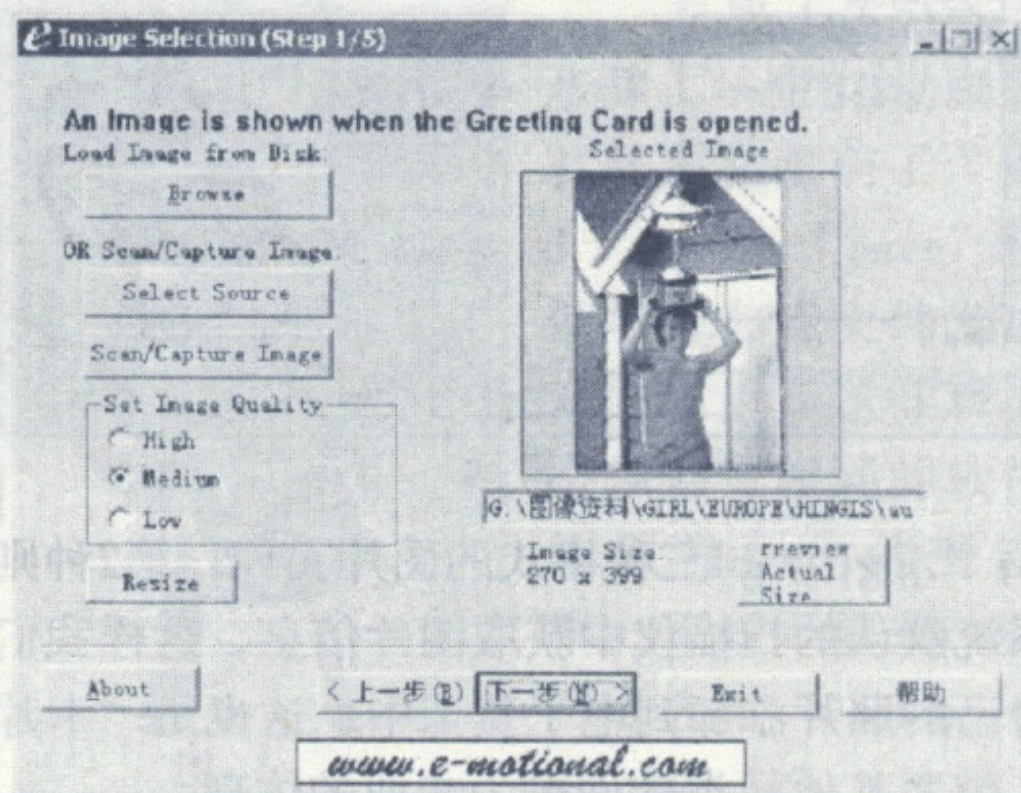 e Image Selection (Step 1/5)
An Image is shown when the Greeting Card is opened.
Load Image from Disk:
Selected Image
Browse
OR Scan/Capture Image:
Select Source
Scan/Capture Image
Set Image Quality
High
Medium
Low
G:\图像资料\GIRL\EUROPE\HINGIS\su
Image Size:
270 x 399
Preview
Actual
Size
Resize
About
< 上一步(B)
下一步(N) >
Exit
帮助
www.e-motional.com